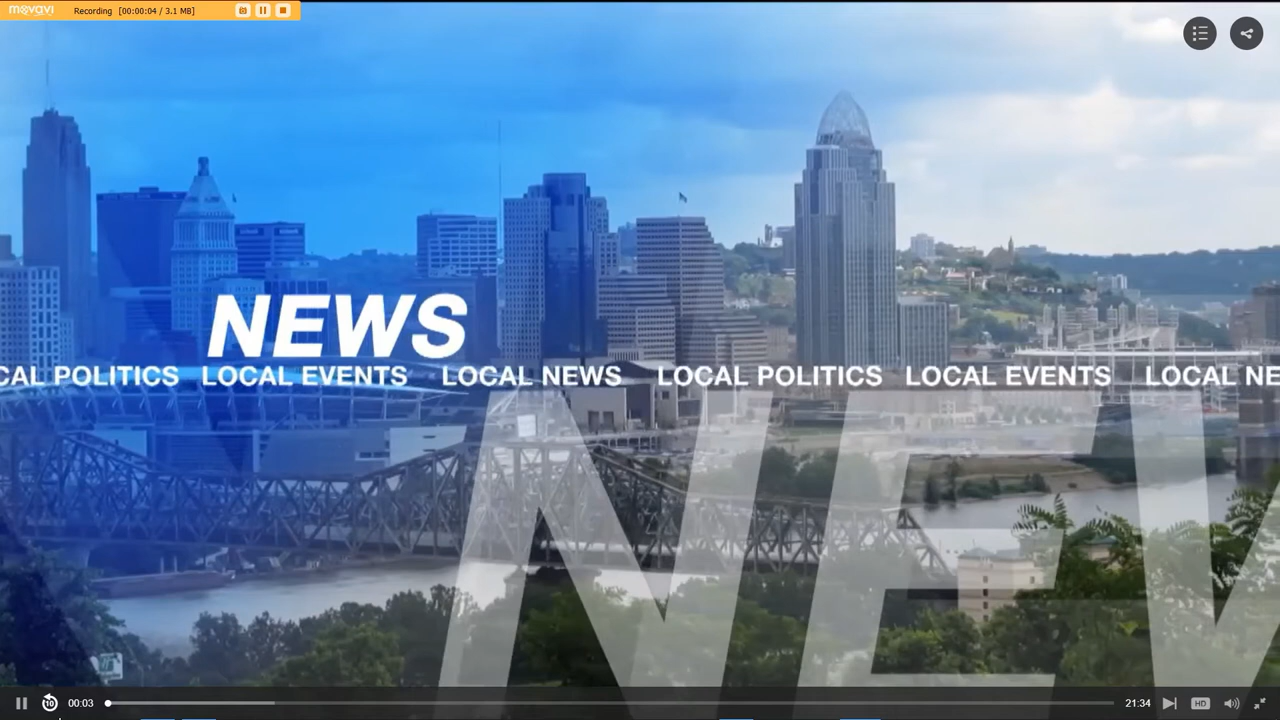 movavi Recording [00:00:04 / 3.1 MB]
NEWS
CAL POLITICS LOCAL EVENTS LOCAL NEWS LOCAL POLITICS LOCAL EVENTS LOCAL NE
NEW
10 00:03 21:34 HD